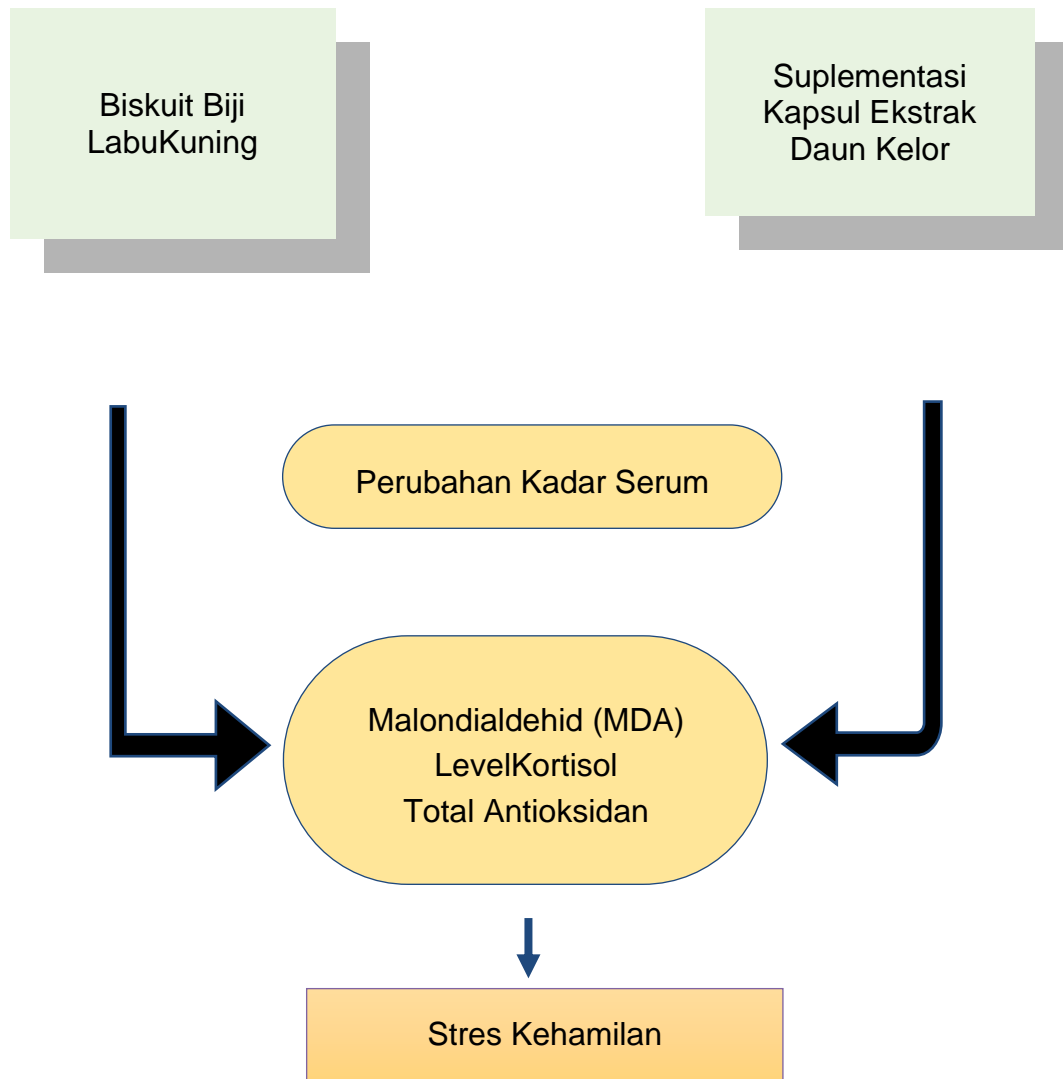 Biskuit Biji
LabuKuning
Suplementasi
Kapsul Ekstrak
Daun Kelor
Perubahan Kadar Serum
Malondialdehid (MDA)
LevelKortisol
Total Antioksidan
Stres Kehamilan